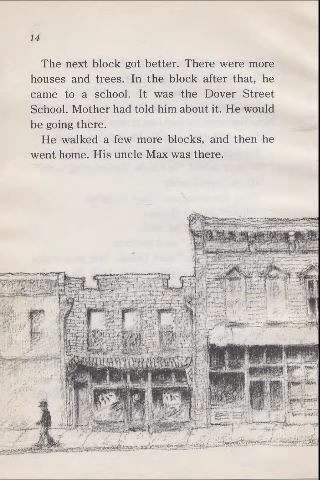 14
The next block got better. There were more
houses and trees. In the block after that, he
came to a school. It was the Dover Street
School. Mother had told him about it. He would
be going there.
He walked a few more blocks, and then he
went home. His uncle Max was there.